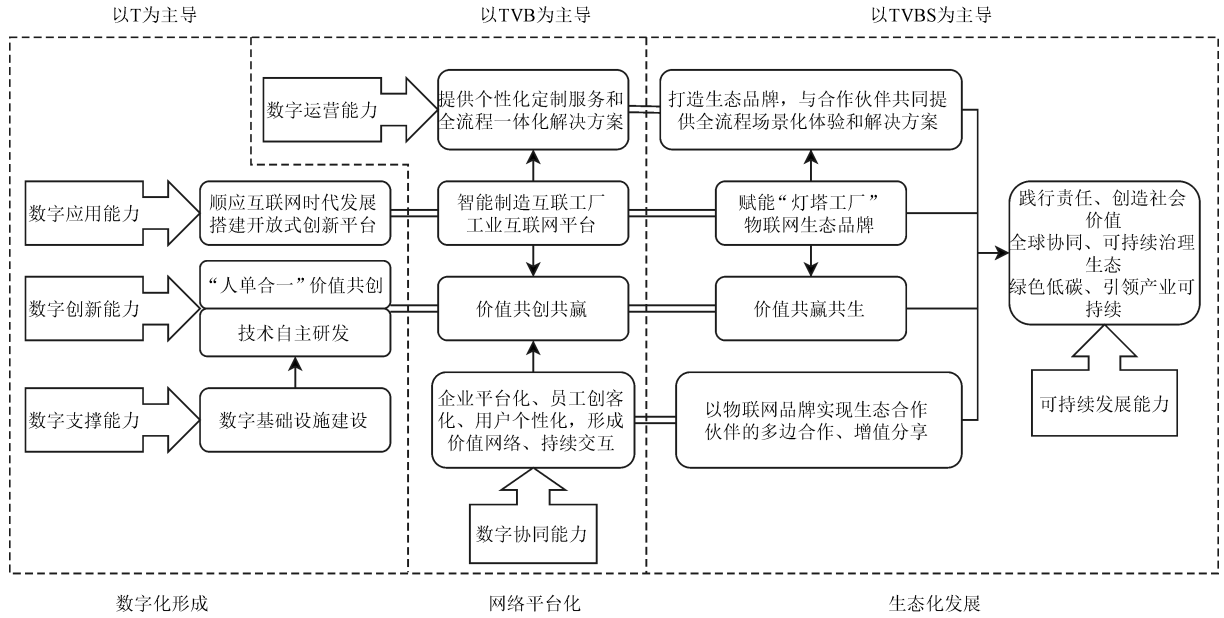 以T为主导
以TVB为主导
以TVBS为主导
数字运营能力
提供个性化定制服务和
全流程一体化解决方案
打造生态品牌，与合作伙伴共同提
供全流程场景化体验和解决方案
数字应用能力
顺应互联网时代发展
搭建开放式创新平台
智能制造互联工厂
工业互联网平台
赋能“灯塔工厂”
物联网生态品牌
践行责任、创造社会
价值
全球协同、可持续治理
生态
绿色低碳、引领产业可
持续
数字创新能力
“人单合一”价值共创
技术自主研发
价值共创共赢
价值共赢共生
数字支撑能力
数字基础设施建设
企业平台化、员工创客
化、用户个性化，形成
价值网络、持续交互
以物联网品牌实现生态合作
伙伴的多边合作、增值分享
可持续发展能力
数字协同能力
数字化形成
网络平台化
生态化发展